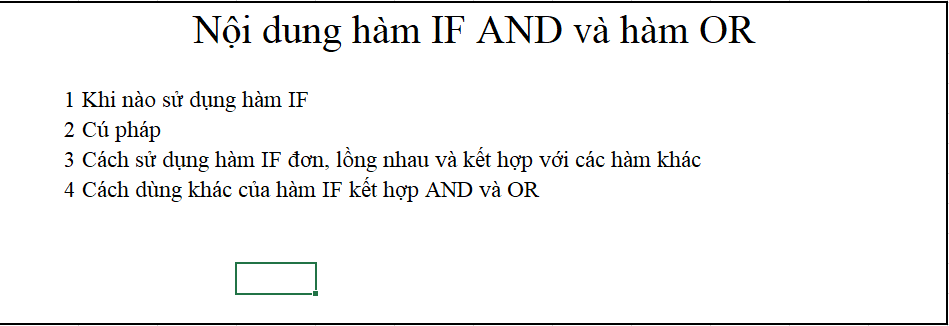 Nội dung hàm IF AND và hàm OR
1 Khi nào sử dụng hàm IF
2 Cú pháp
3 Cách sử dụng hàm IF đơn, lồng nhau và kết hợp với các hàm khác
4 Cách dùng khác của hàm IF kết hợp AND và OR